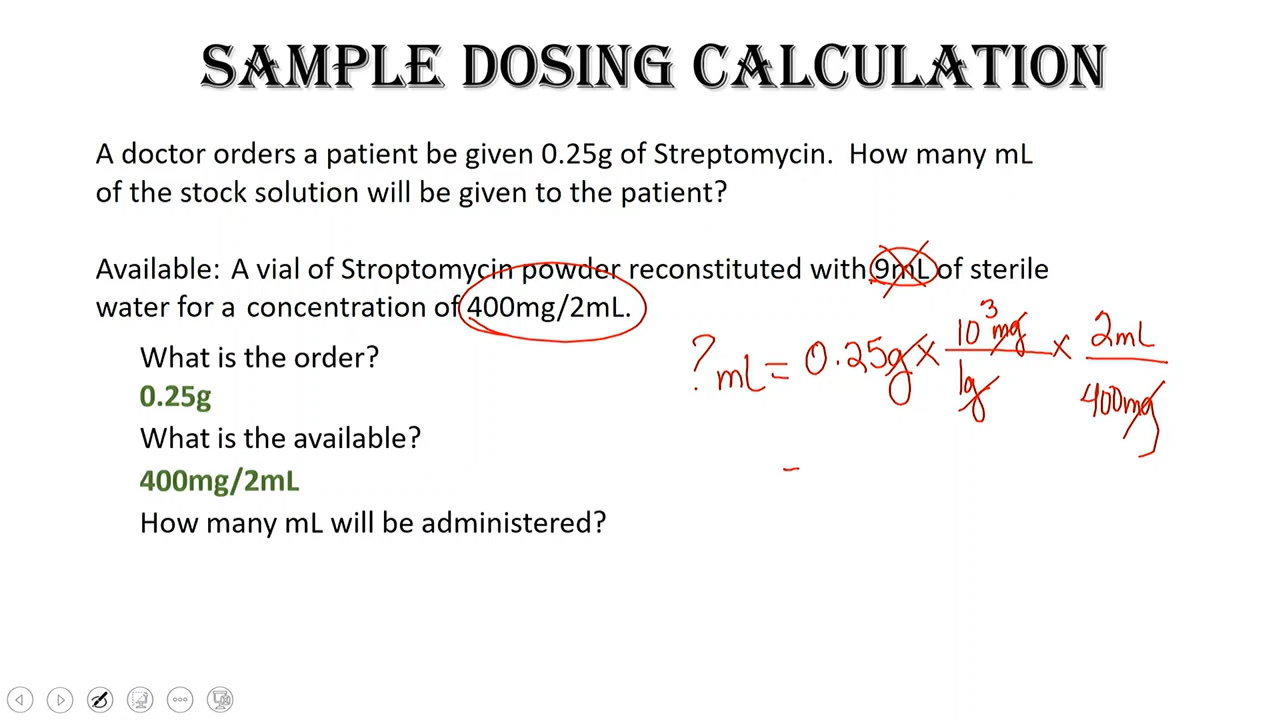 SAMPLE DOSING CALCULATION
A doctor orders a patient be given 0.25g of Streptomycin. How many mL
of the stock solution will be given to the patient?
Available: A vial of Stroptomycin powder reconstituted with 9mL of sterile
water for a concentration of 400mg/2mL.
What is the order?
0.25g
What is the available?
400mg/2mL
How many mL will be administered?
? mL = 0.25g x 10³ mg / 1g x 2mL / 400mg
=